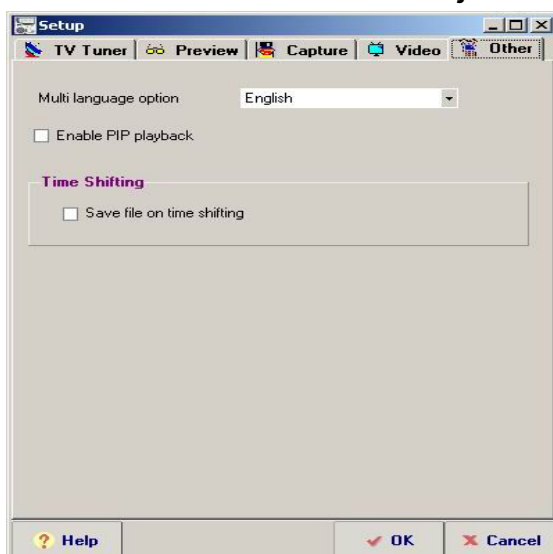 Setup
TV Tuner Preview Capture Video Other
Multi language option English
Enable PIP playback
Time Shifting
Save file on time shifting
Help OK Cancel